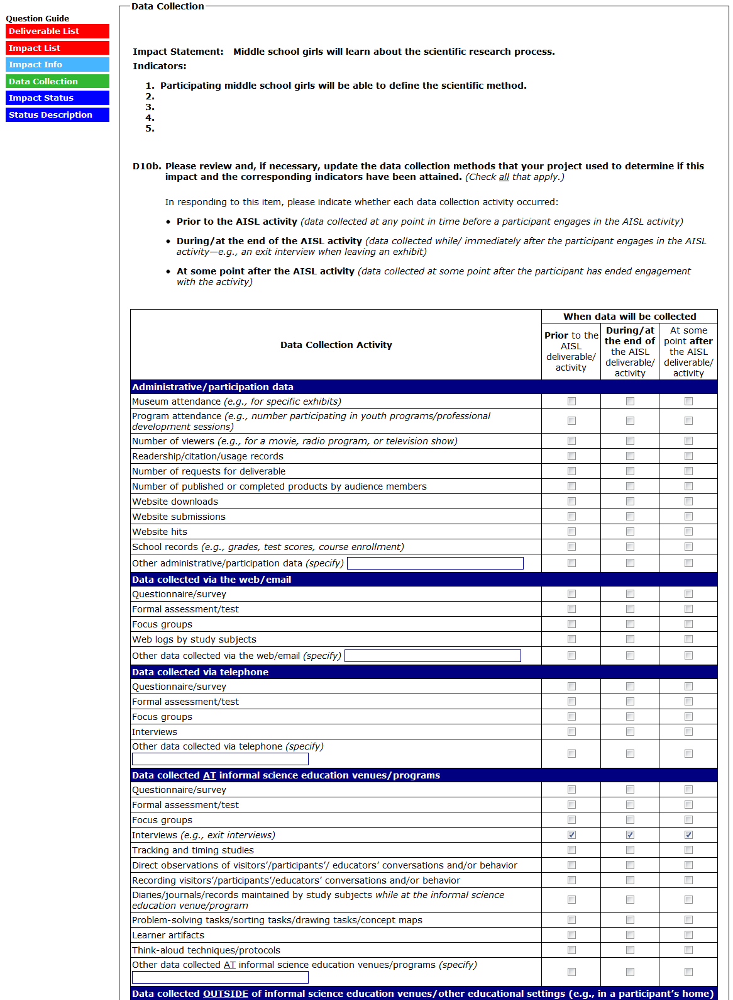 Data Collection
Question Guide
Deliverable List
Impact List
Impact Info
Data Collection
Impact Status
Status Description
Impact Statement: Middle school girls will learn about the scientific research process.
Indicators:
1. Participating middle school girls will be able to define the scientific method.
2.
3.
4.
5.
D10b. Please review and, if necessary, update the data collection methods that your project used to determine if this
impact and the corresponding indicators have been attained. (Check all that apply.)
In responding to this item, please indicate whether each data collection activity occurred:
• Prior to the AISL activity (data collected at any point in time before a participant engages in the AISL activity)
• During/at the end of the AISL activity (data collected while/ immediately after the participant engages in the AISL
activity—e.g., an exit interview when leaving an exhibit)
• At some point after the AISL activity (data collected at some point after the participant has ended engagement
with the activity)
Data Collection Activity
When data will be collected
Prior to the
AISL
deliverable/
activity
During/at
the end of
the AISL
deliverable/
activity
At some
point after
the AISL
deliverable/
activity
Administrative/participation data
Museum attendance (e.g., for specific exhibits)
Program attendance (e.g., number participating in youth programs/professional
development sessions)
Number of viewers (e.g., for a movie, radio program, or television show)
Readership/citation/usage records
Number of requests for deliverable
Number of published or completed products by audience members
Website downloads
Website submissions
Website hits
School records (e.g., grades, test scores, course enrollment)
Other administrative/participation data (specify)
Data collected via the web/email
Questionnaire/survey
Formal assessment/test
Focus groups
Web logs by study subjects
Other data collected via the web/email (specify)
Data collected via telephone
Questionnaire/survey
Formal assessment/test
Focus groups
Interviews
Other data collected via telephone (specify)
Data collected AT informal science education venues/programs
Questionnaire/survey
Formal assessment/test
Focus groups
Interviews (e.g., exit interviews)
Tracking and timing studies
Direct observations of visitors’/participants’/ educators’ conversations and/or behavior
Recording visitors’/participants’/educators’ conversations and/or behavior
Diaries/journals/records maintained by study subjects while at the informal science
education venue/program
Problem-solving tasks/sorting tasks/drawing tasks/concept maps
Learner artifacts
Think-aloud techniques/protocols
Other data collected AT informal science education venues/programs (specify)
Data collected OUTSIDE of informal science education venues/other educational settings (e.g., in a participant’s home)